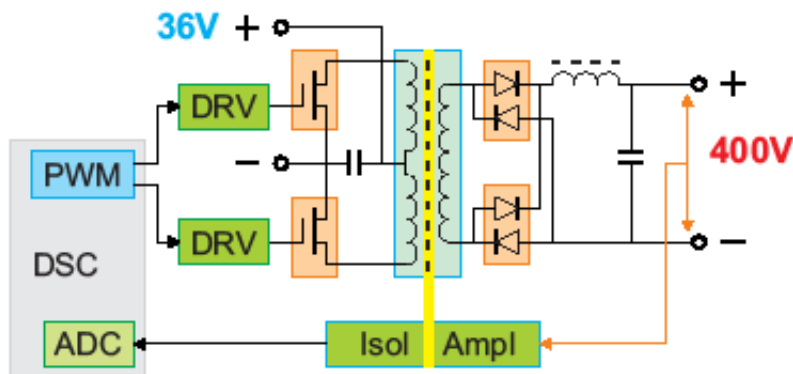 36V +
DRV
PWM
−
DRV
DSC
ADC
Isol
Ampl
+
400V
−